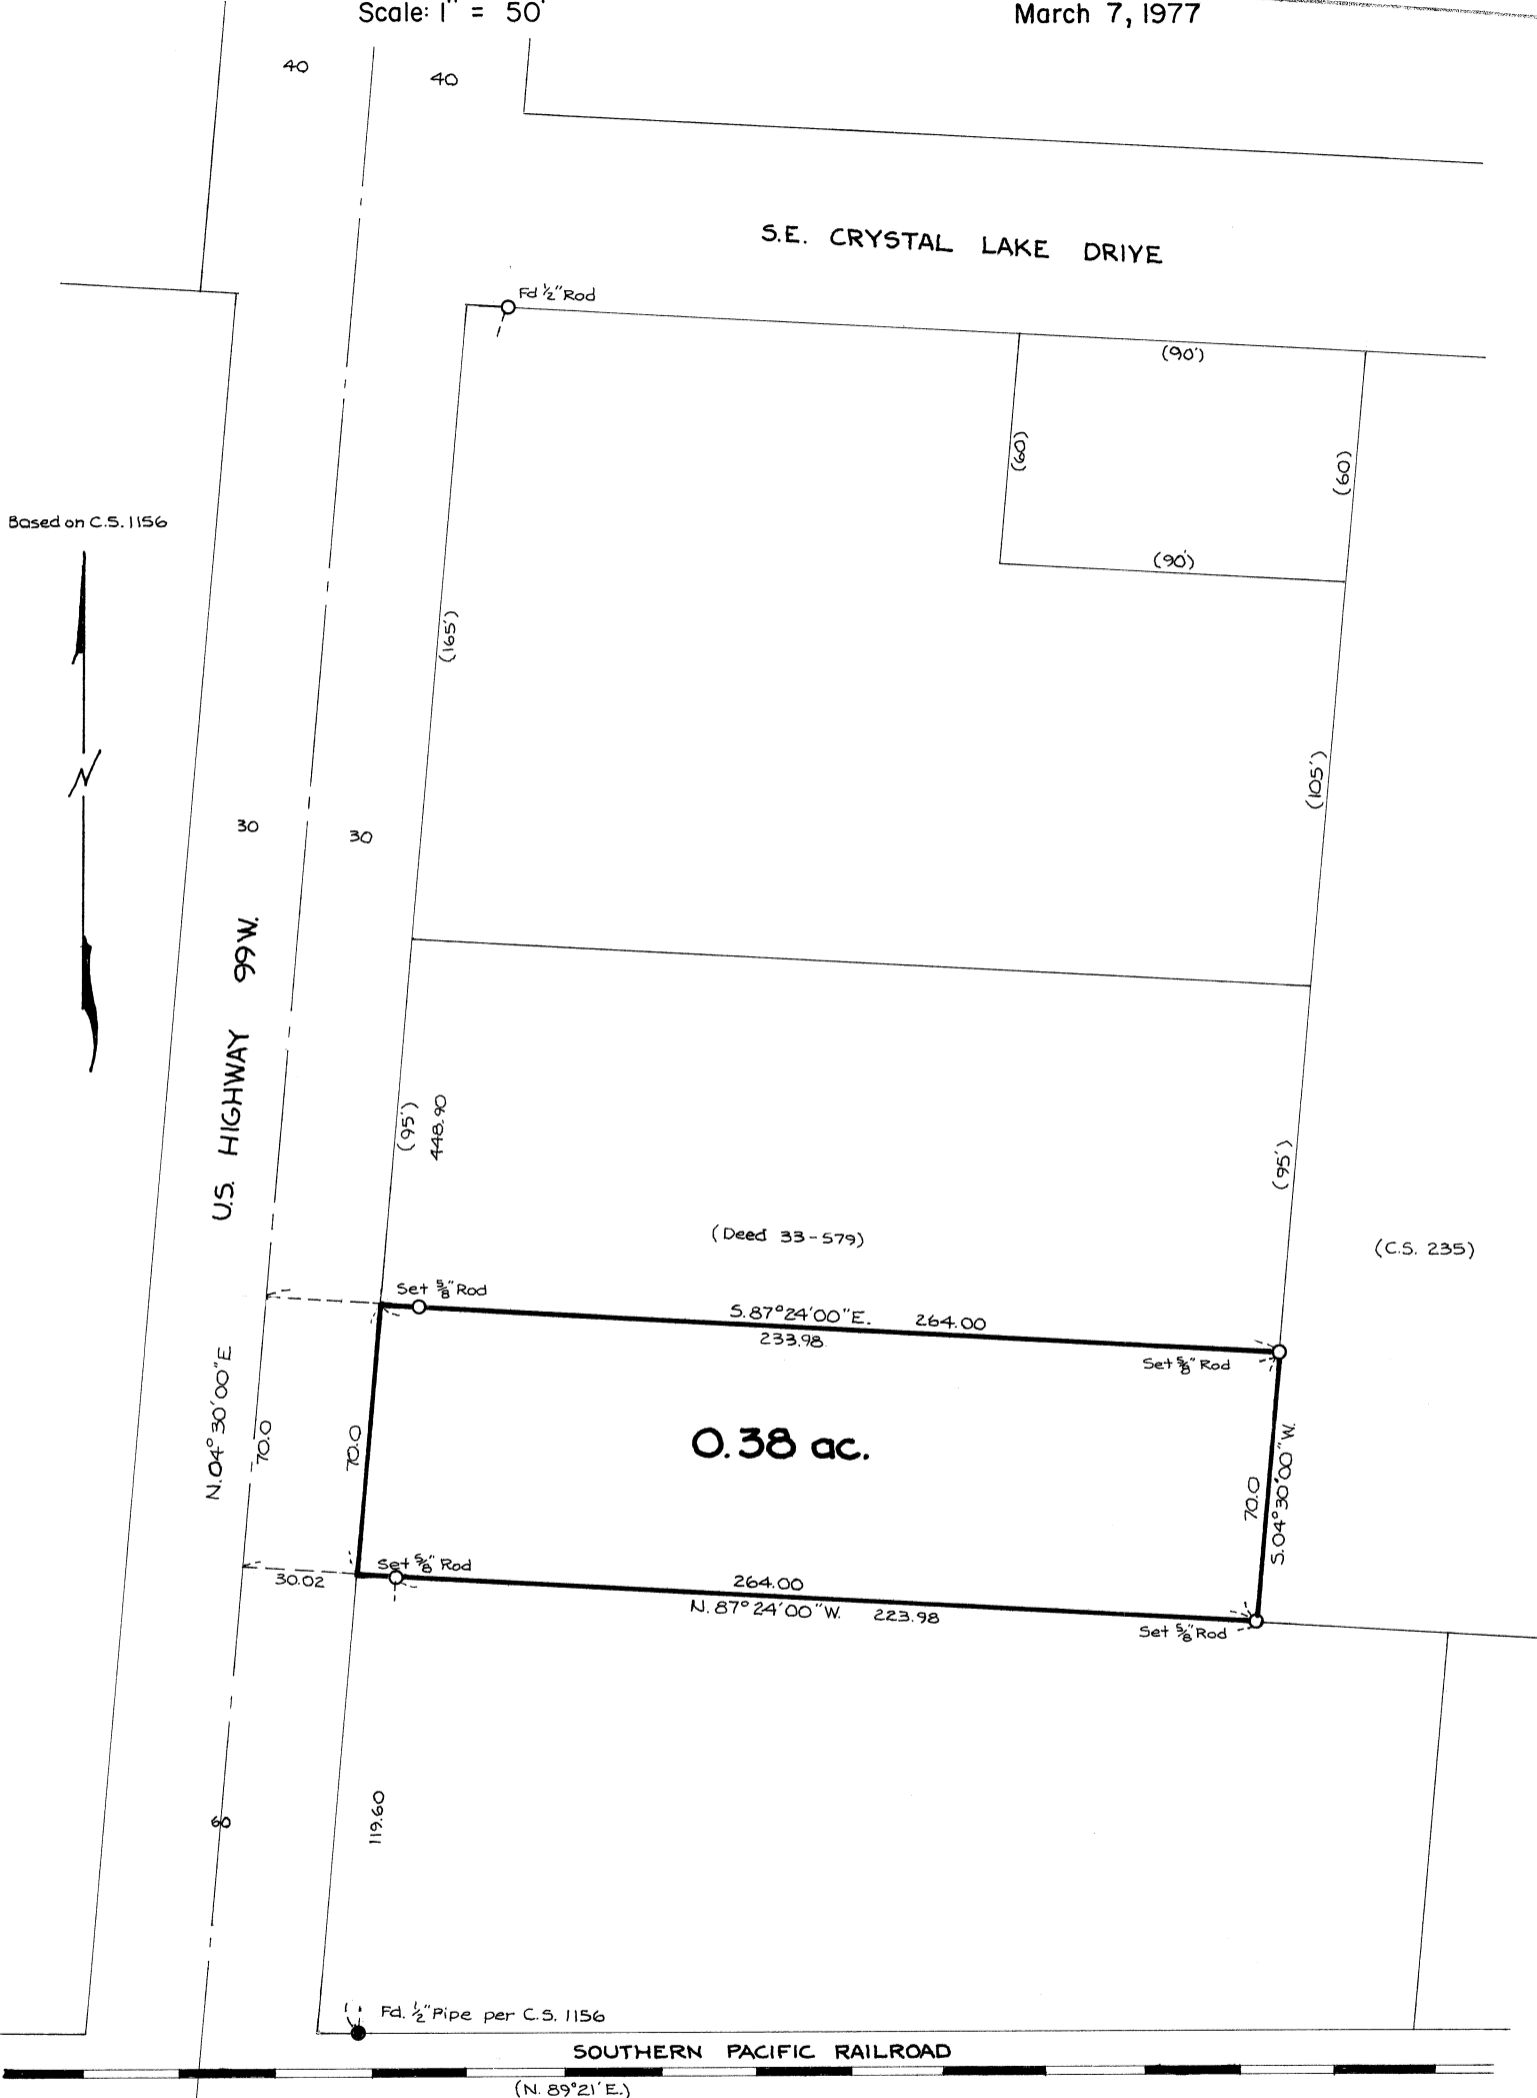 Scale: 1" = 50'
March 7, 1977
40
40
S.E. CRYSTAL LAKE DRIVE
Fd 1/2" Rod
(90')
(60)
(60)
(90')
Based on C.S. 1156
(165')
N
(105')
30
30
U.S. HIGHWAY 99W.
(95')
448.90
(95')
(Deed 33-579)
(C.S. 235)
Set 5/8" Rod
S. 87°24'00"E. 264.00
233.98
Set 5/8" Rod
N.04°30'00"E
70.0
70.0
0.38 ac.
70.0
S.04°30'00"W.
Set 5/8" Rod
30.02
264.00
N. 87°24'00"W. 223.98
Set 5/8" Rod
60
119.60
Fd. 1/2" Pipe per C.S. 1156
SOUTHERN PACIFIC RAILROAD
(N. 89°21'E.)